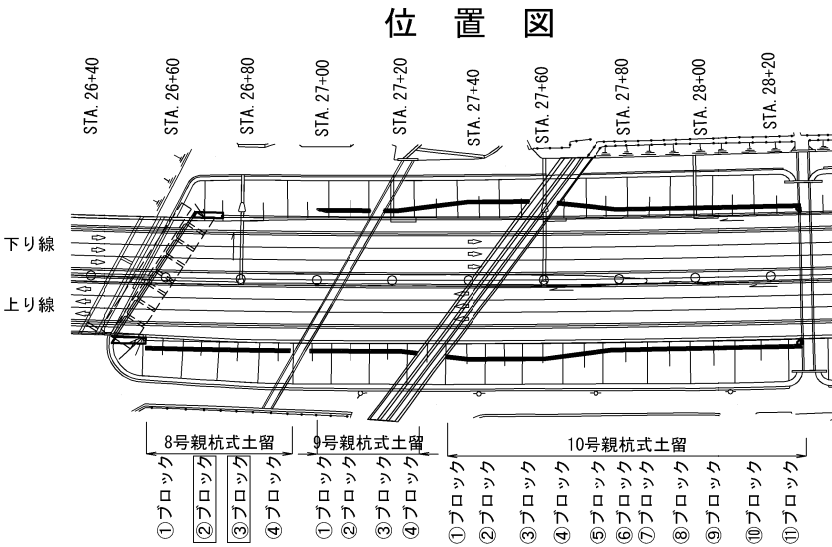 位置図
STA. 26+40
STA. 26+60
STA. 26+80
STA. 27+00
STA. 27+20
STA. 27+40
STA. 27+60
STA. 27+80
STA. 28+00
STA. 28+20
下り線
上り線
8号親杭式土留
9号親杭式土留
10号親杭式土留
①ブロック
②ブロック
③ブロック
④ブロック
①ブロック
②ブロック
③ブロック
④ブロック
①ブロック
②ブロック
③ブロック
④ブロック
⑤ブロック
⑥ブロック
⑦ブロック
⑧ブロック
⑨ブロック
⑩ブロック
⑪ブロック